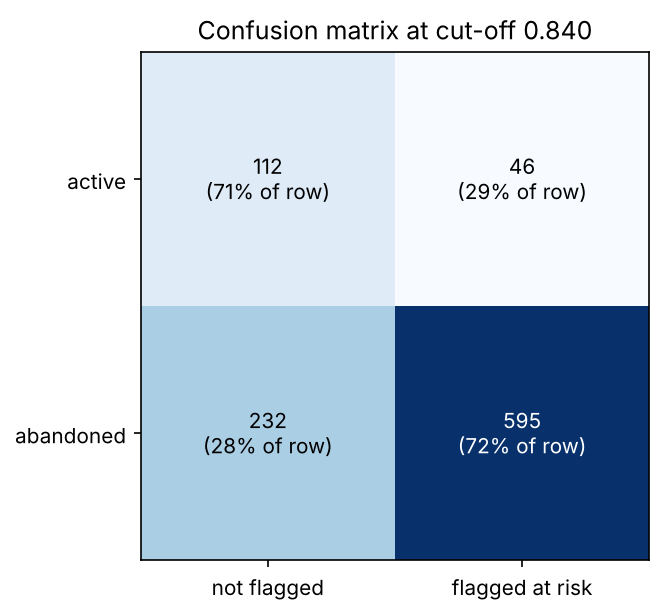 Confusion matrix at cut-off 0.840
active
112
(71% of row)
46
(29% of row)
abandoned
232
(28% of row)
595
(72% of row)
not flagged
flagged at risk